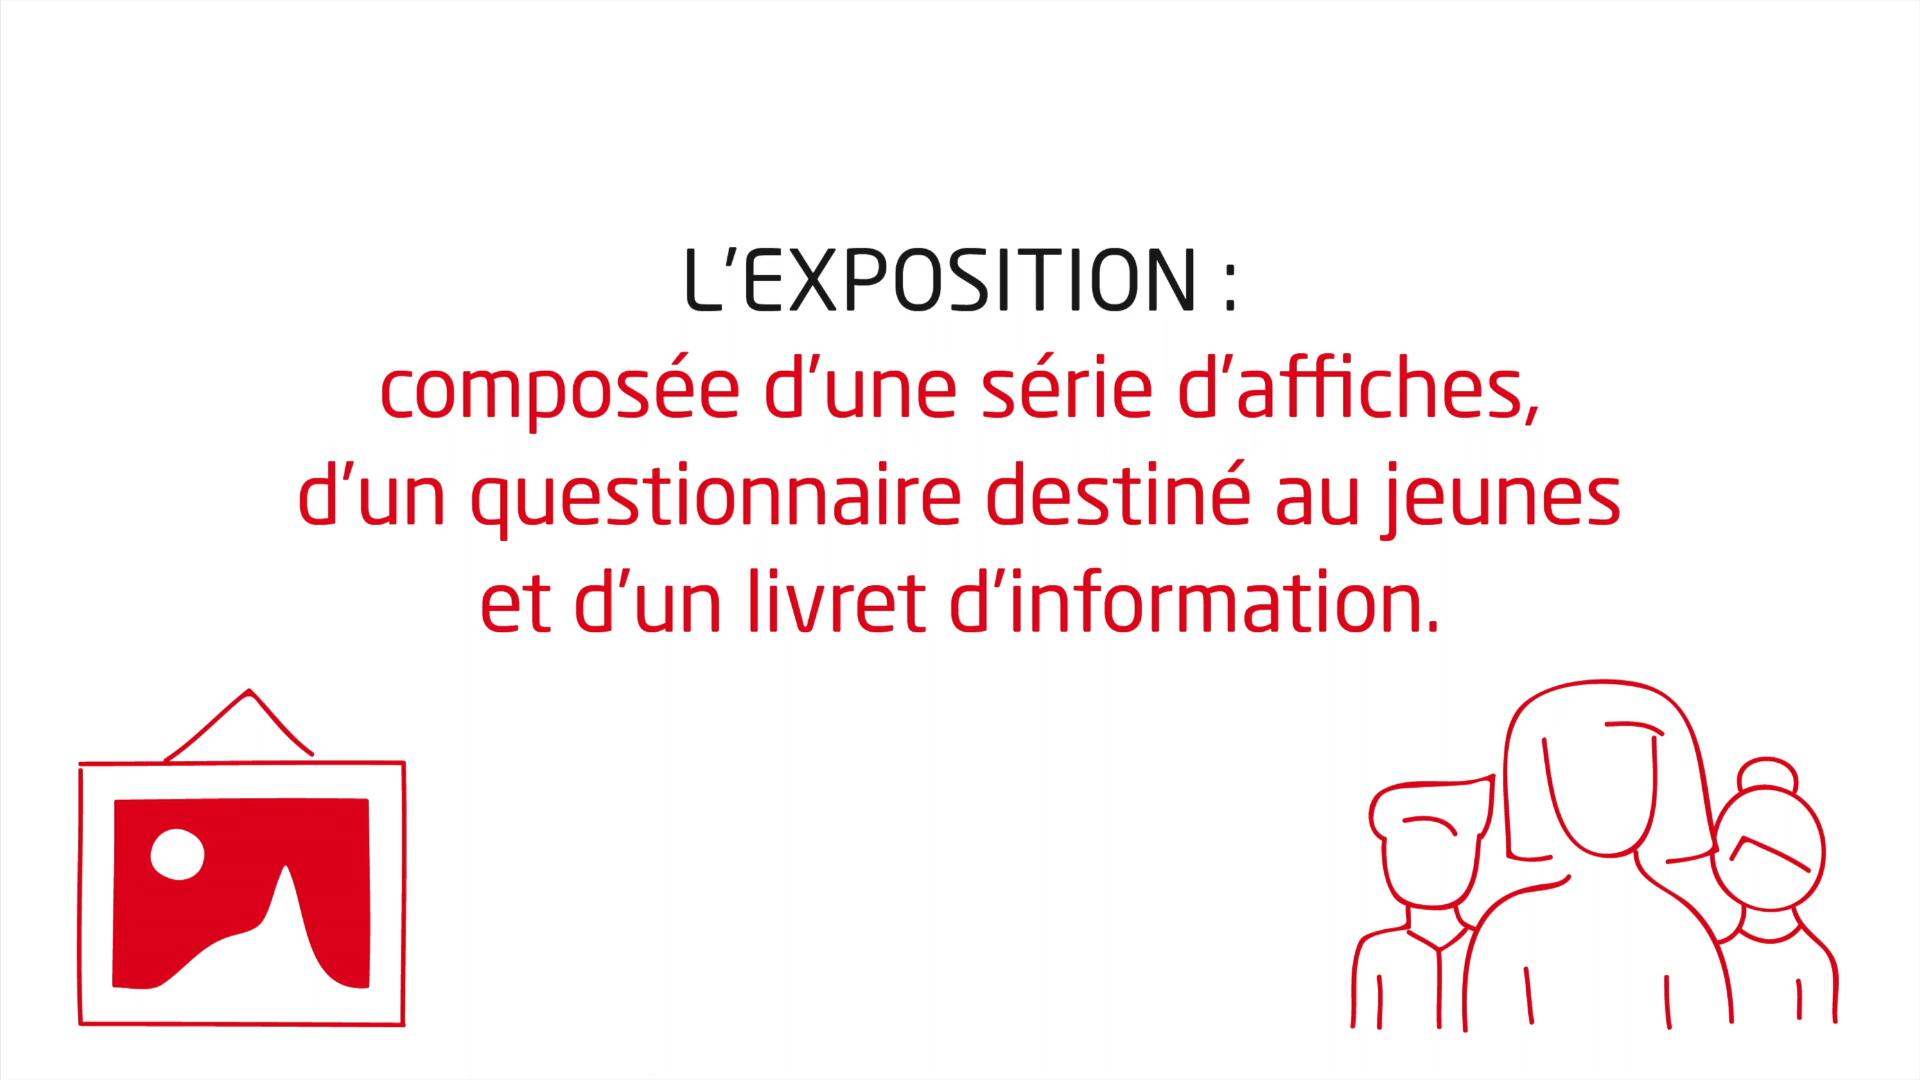 L’EXPOSITION :
composée d’une série d’affiches,
d’un questionnaire destiné au jeunes
et d’un livret d’information.